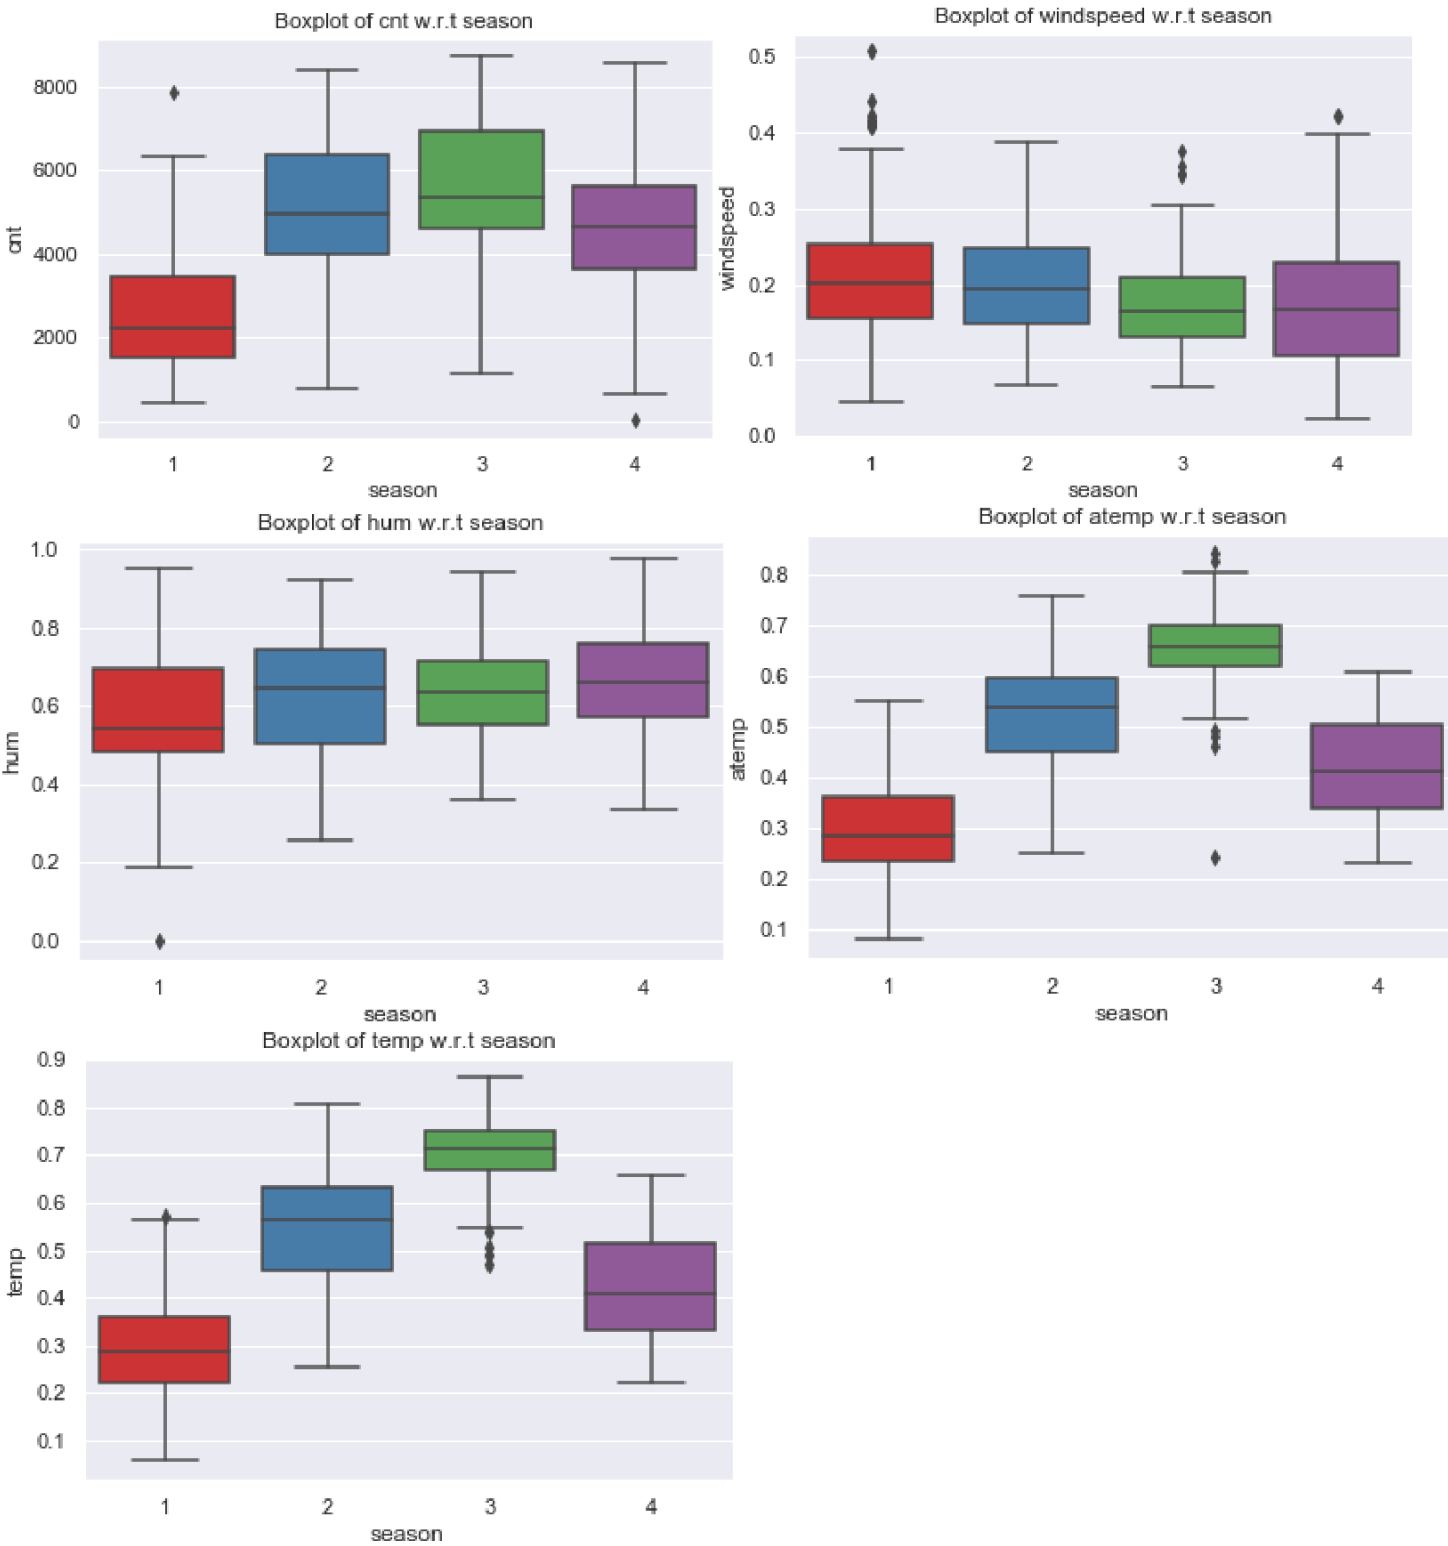 Boxplot of cnt w.r.t season
cnt
8000
6000
4000
2000
0
1 2 3 4
season
Boxplot of windspeed w.r.t season
windspeed
0.5
0.4
0.3
0.2
0.1
0.0
1 2 3 4
season
Boxplot of hum w.r.t season
hum
1.0
0.8
0.6
0.4
0.2
0.0
1 2 3 4
season
Boxplot of atemp w.r.t season
atemp
0.8
0.7
0.6
0.5
0.4
0.3
0.2
0.1
1 2 3 4
season
Boxplot of temp w.r.t season
temp
0.9
0.8
0.7
0.6
0.5
0.4
0.3
0.2
0.1
1 2 3 4
season